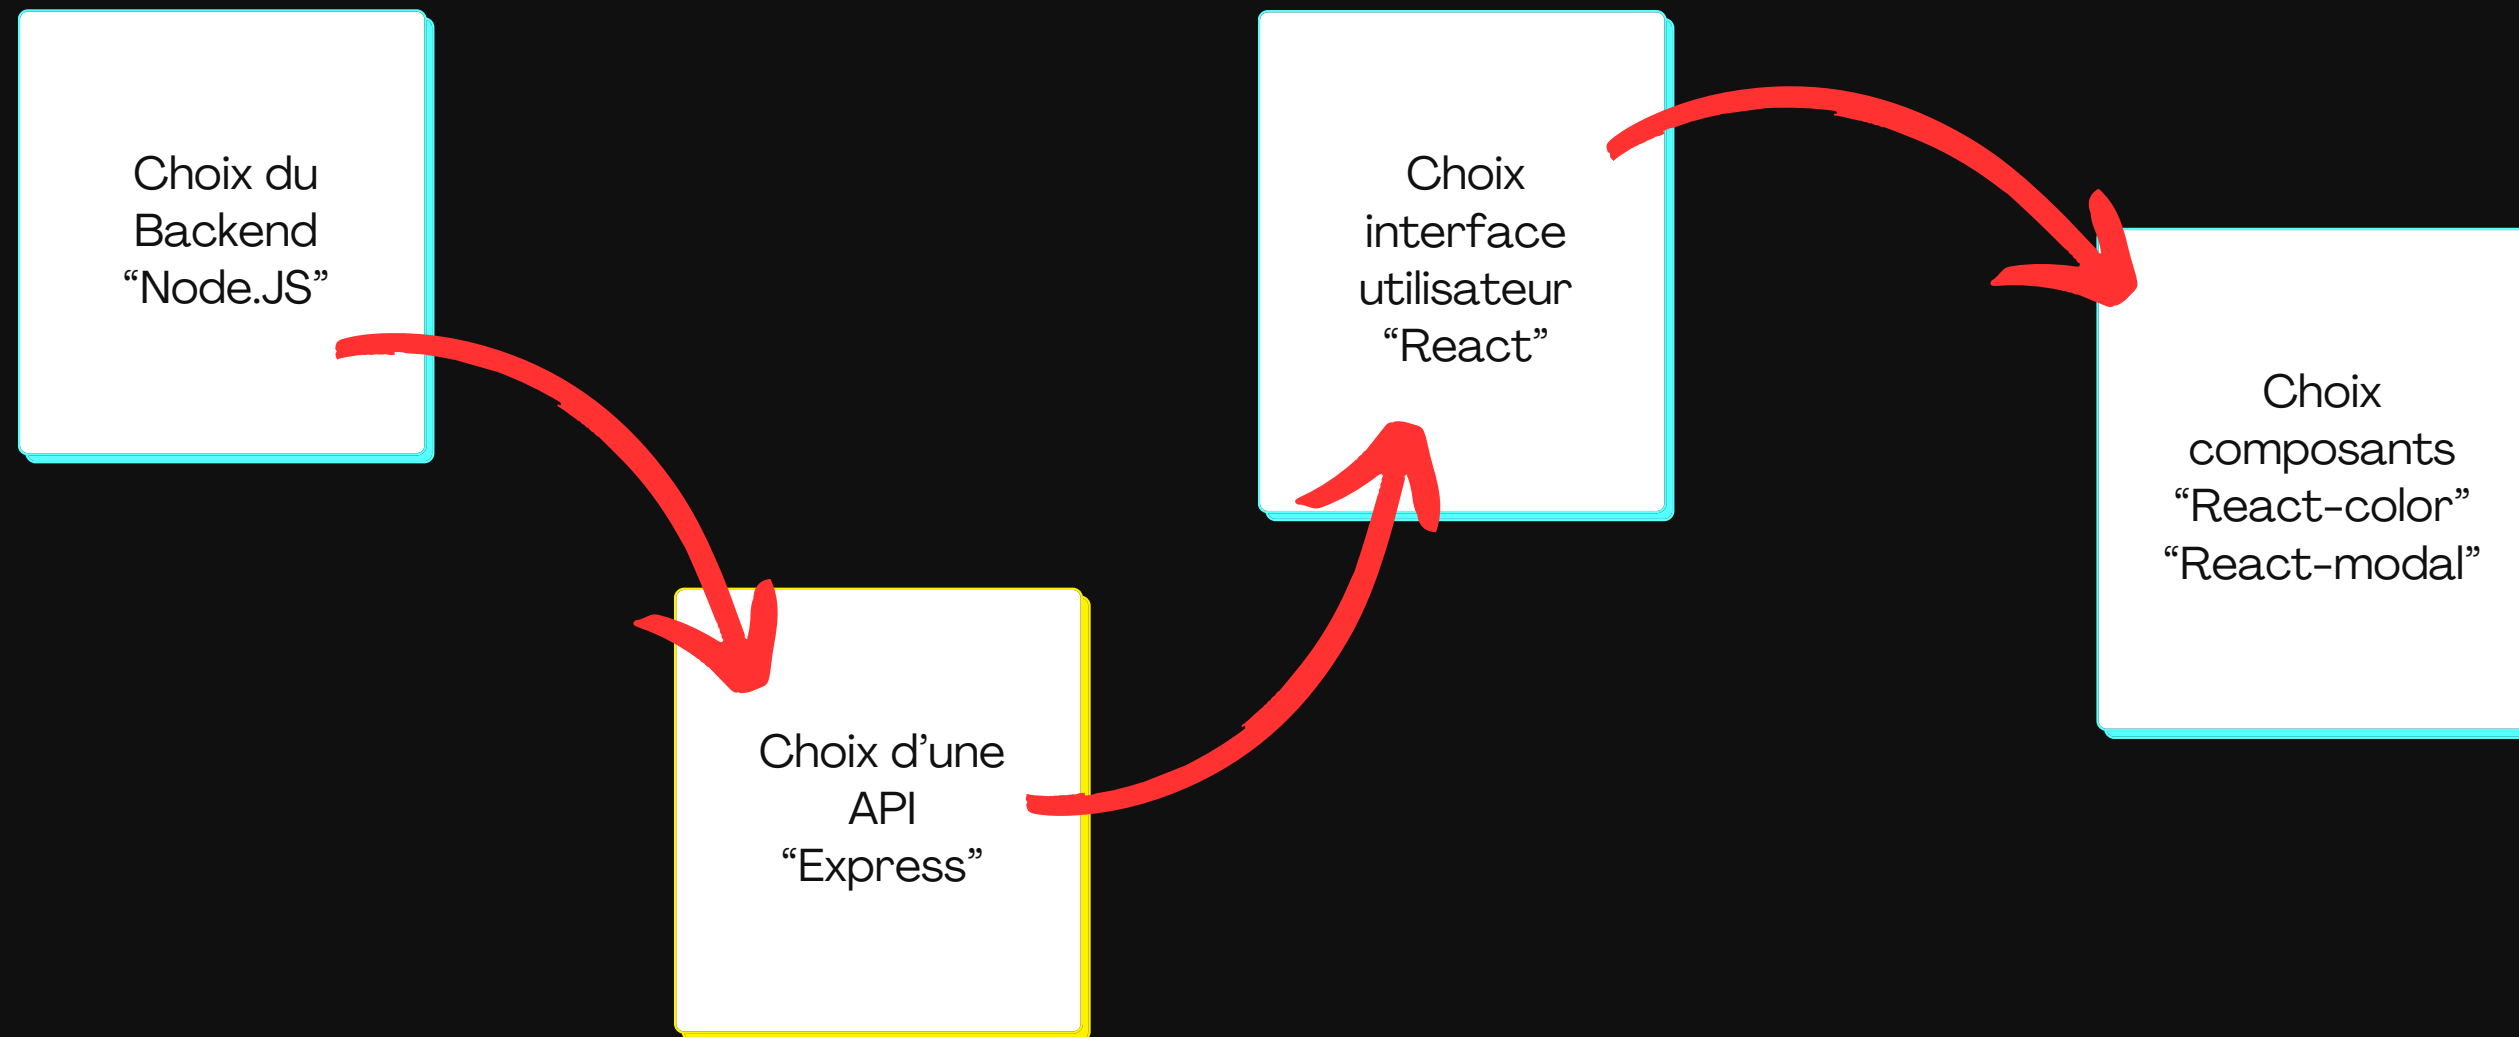 Choix du
Backend
“Node.JS”
Choix d’une
API
“Express”
Choix
interface
utilisateur
“React”
Choix
composants
“React-color”
“React-modal”